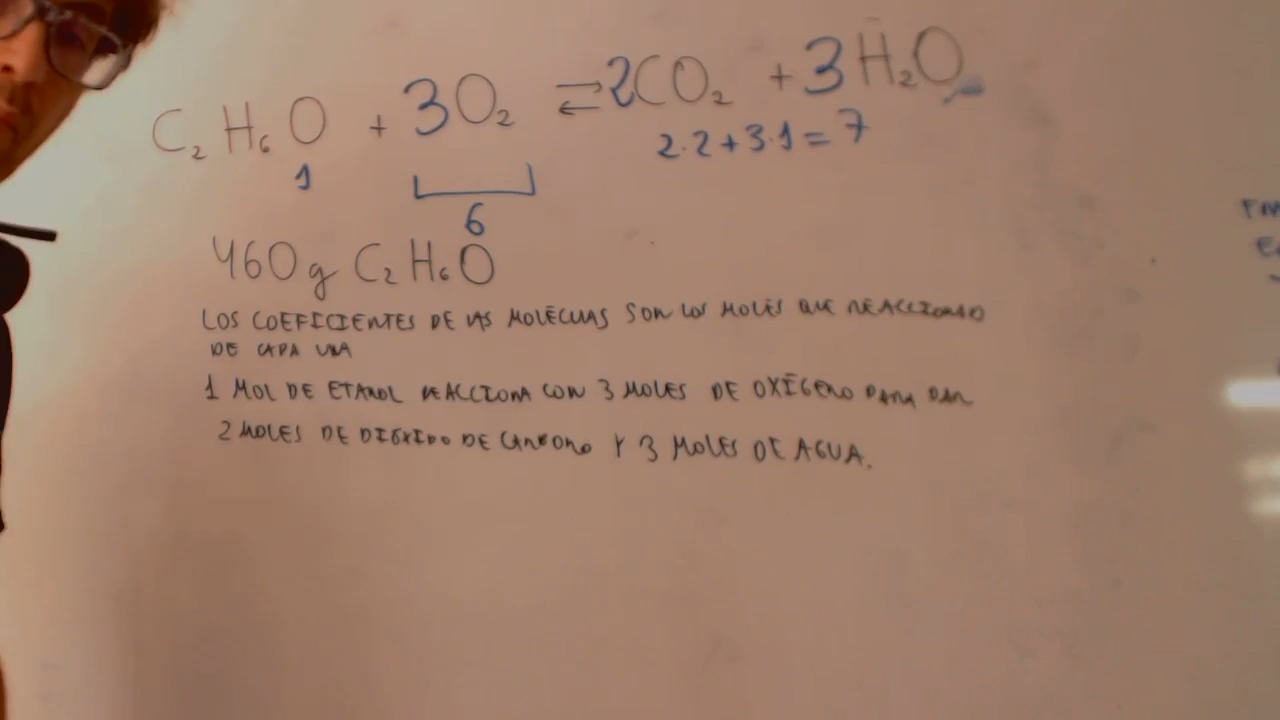 C₂H₆O + 3O₂ ⇌ 2CO₂ + 3H₂O
1 6 2·2+3·1=7
460g C₂H₆O
LOS COEFICIENTES DE LAS MOLÉCULAS SON LOS MOLES QUE REACCIONAN
DE CADA UNA
1 MOL DE ETANOL REACCIONA CON 3 MOLES DE OXÍGENO PARA DAR
2 MOLES DE DIÓXIDO DE CARBONO Y 3 MOLES DE AGUA.